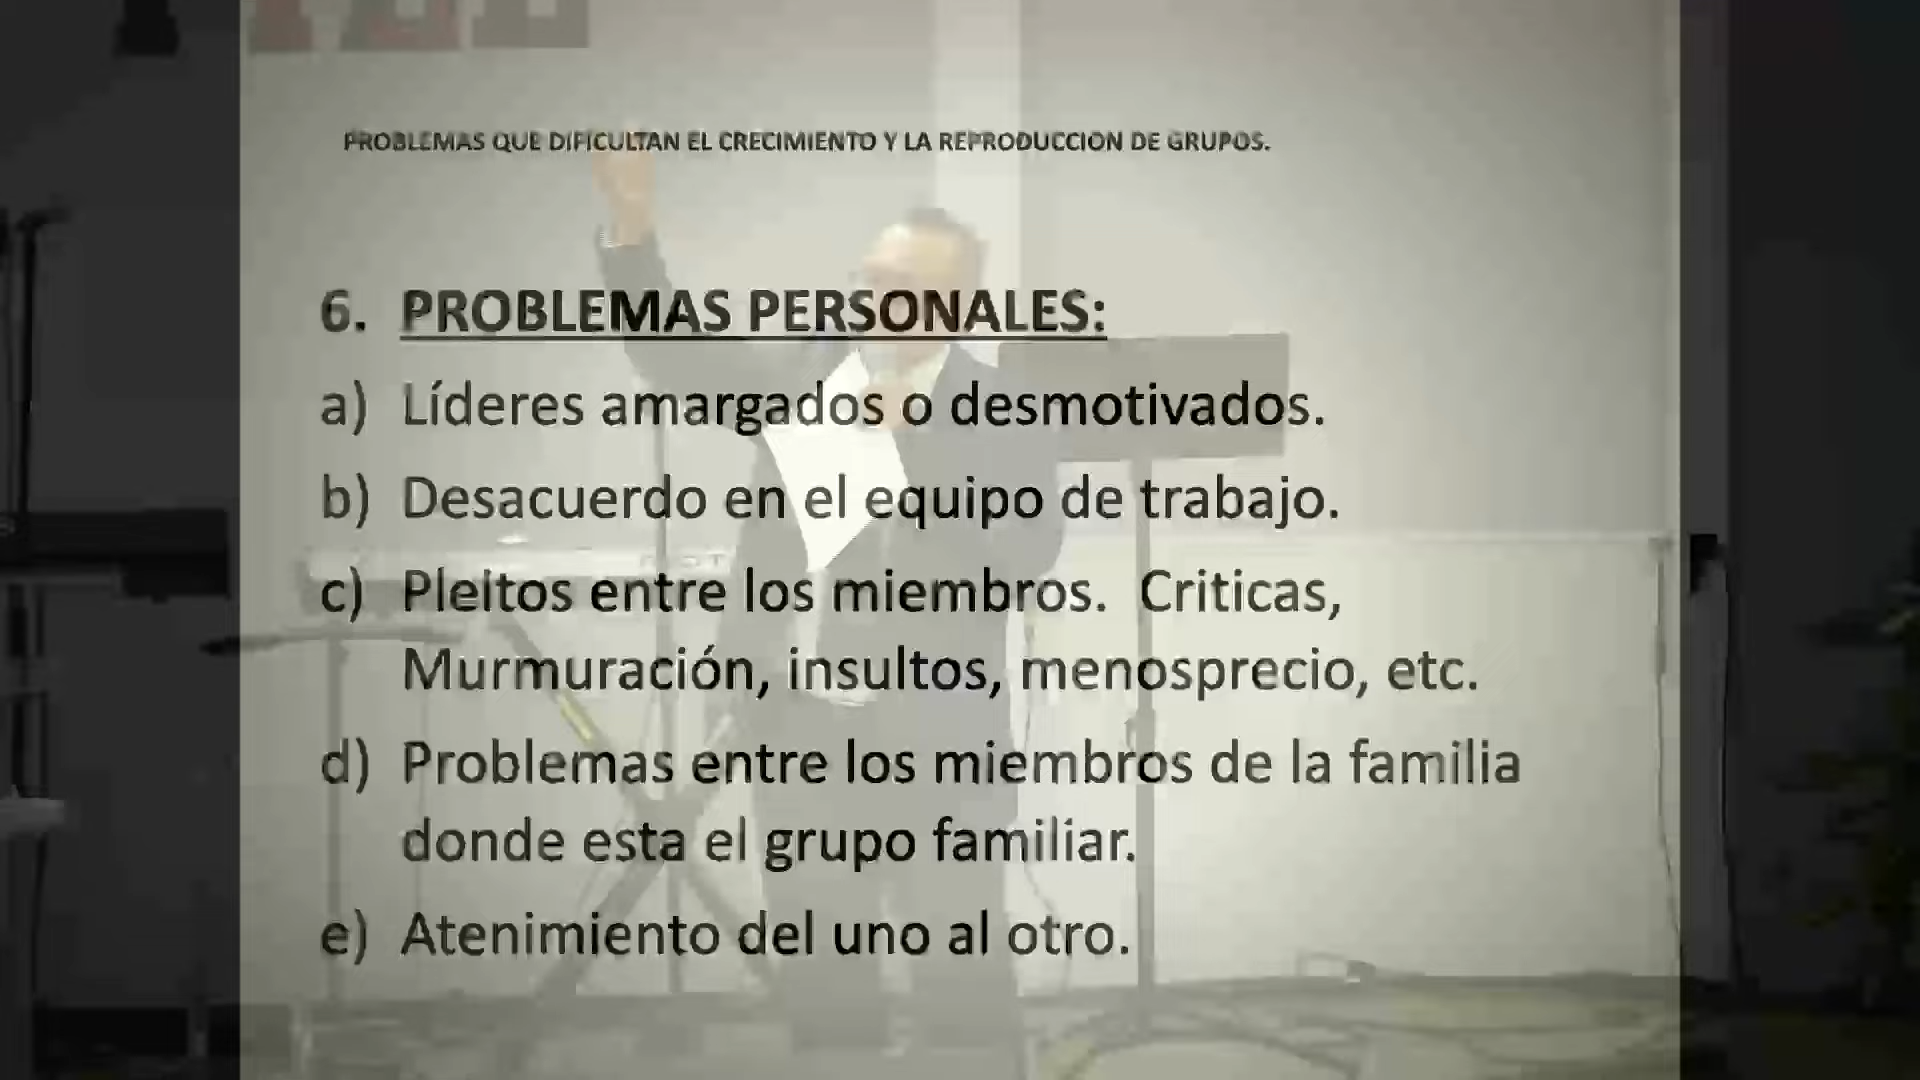 PROBLEMAS QUE DIFICULTAN EL CRECIMIENTO Y LA REPRODUCCION DE GRUPOS.
6. PROBLEMAS PERSONALES:
a) Líderes amargados o desmotivados.
b) Desacuerdo en el equipo de trabajo.
c) Pleitos entre los miembros. Criticas,
Murmuración, insultos, menosprecio, etc.
d) Problemas entre los miembros de la familia
donde esta el grupo familiar.
e) Atenimiento del uno al otro.